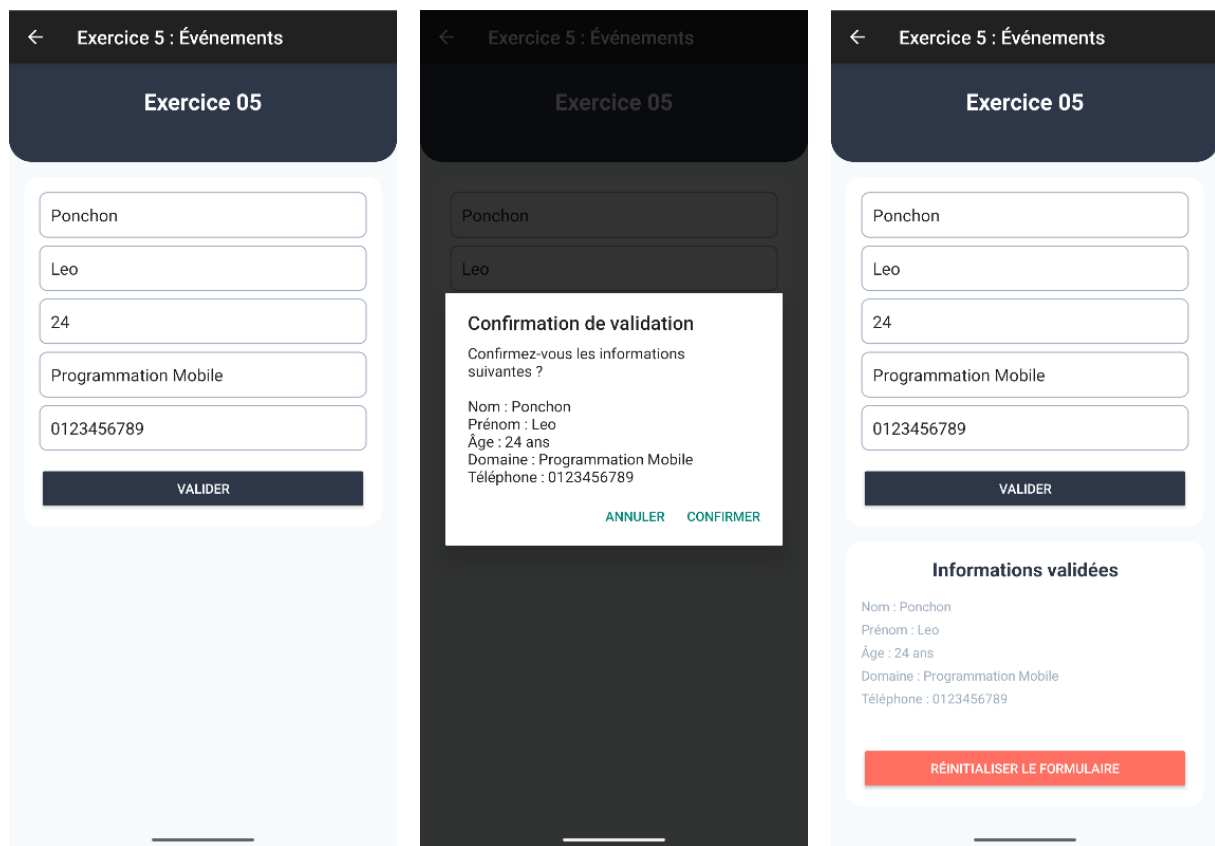 Exercice 5 : Événements
Exercice 05
Ponchon
Leo
24
Programmation Mobile
0123456789
VALIDER
Exercice 5 : Événements
Exercice 05
Ponchon
Leo
Confirmation de validation
Confirmez-vous les informations
suivantes ?
Nom : Ponchon
Prénom : Leo
Âge : 24 ans
Domaine : Programmation Mobile
Téléphone : 0123456789
ANNULER CONFIRMER
Exercice 5 : Événements
Exercice 05
Ponchon
Leo
24
Programmation Mobile
0123456789
VALIDER
Informations validées
Nom : Ponchon
Prénom : Leo
Âge : 24 ans
Domaine : Programmation Mobile
Téléphone : 0123456789
RÉINITIALISER LE FORMULAIRE